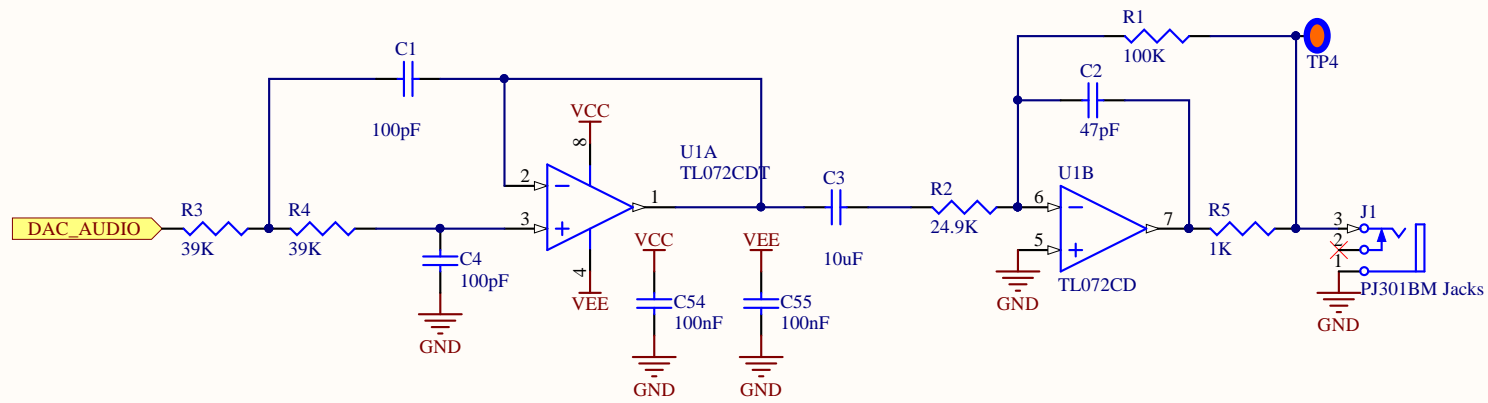 R1
100K
TP4
C1
100pF
C2
47pF
VCC
8
U1A
TL072CDT
2
1
3
4
VEE
DAC_AUDIO
R3
39K
R4
39K
C4
100pF
GND
VCC
C54
100nF
GND
VEE
C55
100nF
GND
C3
10uF
R2
24.9K
U1B
6
7
5
TL072CD
GND
R5
1K
J1
3
2
1
PJ301BM Jacks
GND